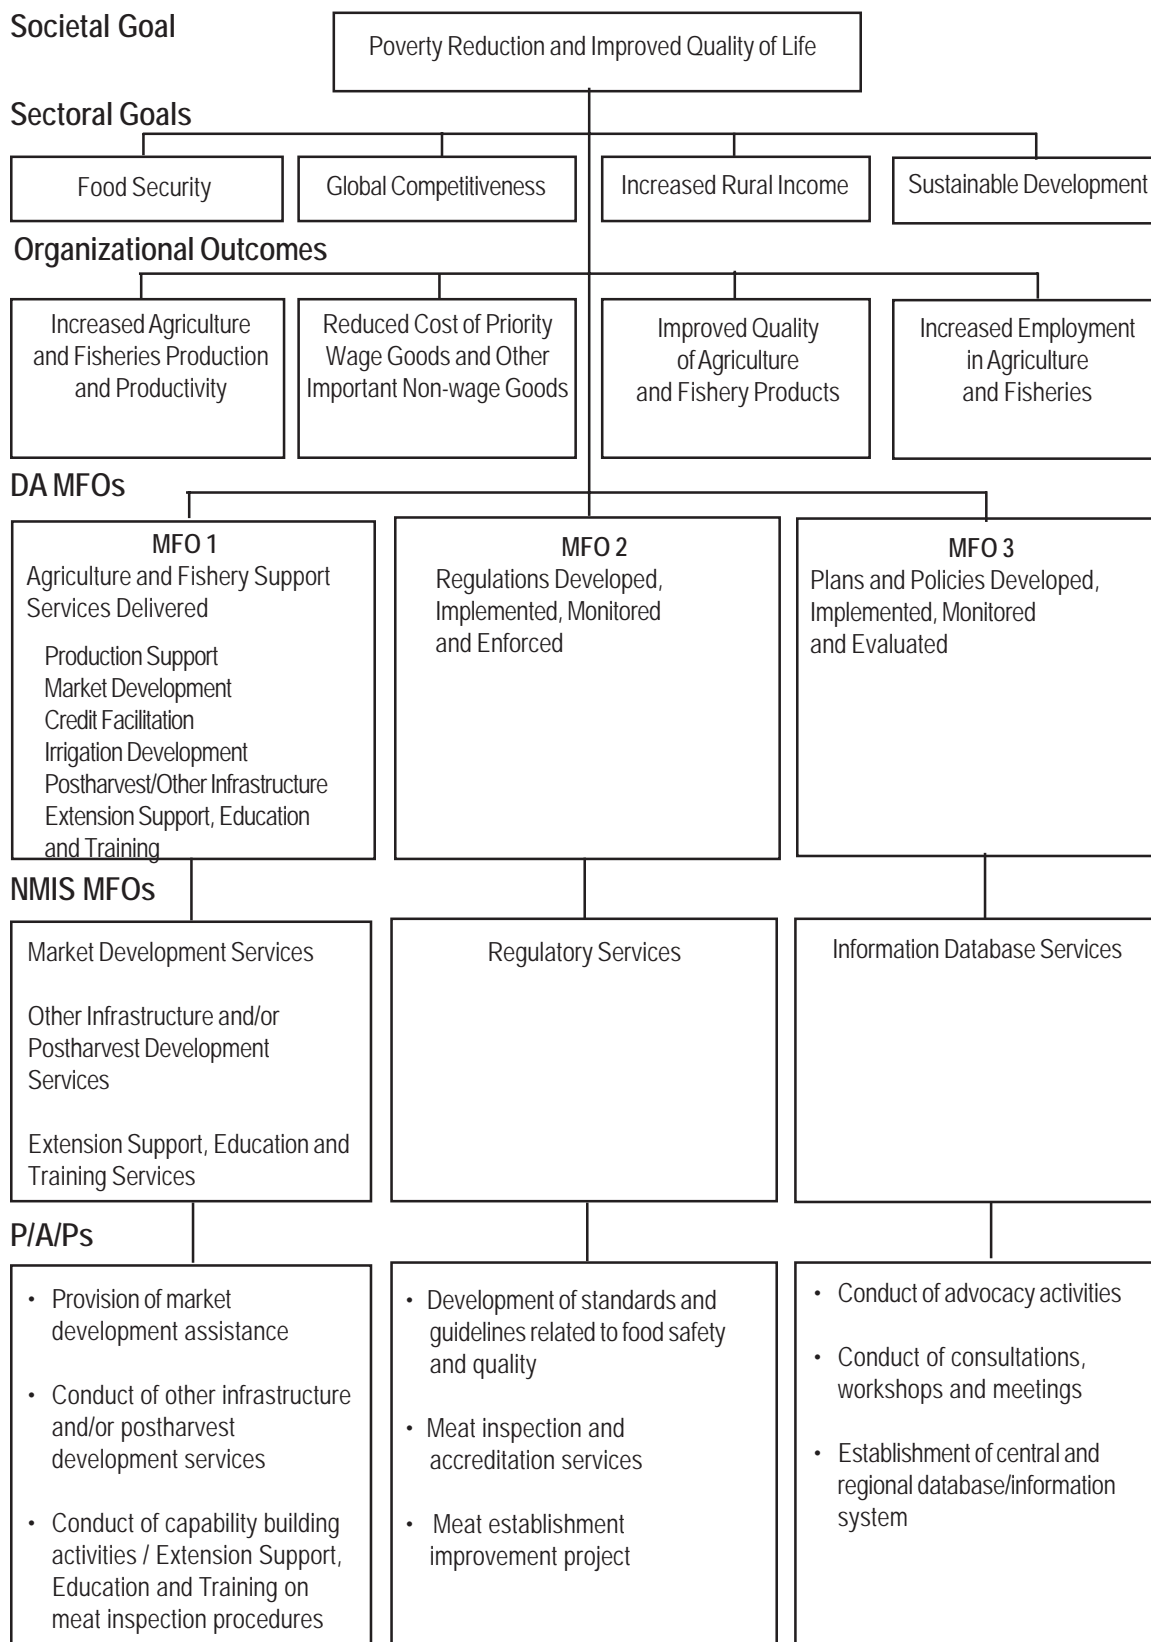 Societal Goal
Poverty Reduction and Improved Quality of Life
Sectoral Goals
Food Security
Global Competitiveness
Increased Rural Income
Sustainable Development
Organizational Outcomes
Increased Agriculture
and Fisheries Production
and Productivity
Reduced Cost of Priority
Wage Goods and Other
Important Non-wage Goods
Improved Quality
of Agriculture
and Fishery Products
Increased Employment
in Agriculture
and Fisheries
DA MFOs
MFO 1
Agriculture and Fishery Support
Services Delivered
Production Support
Market Development
Credit Facilitation
Irrigation Development
Postharvest/Other Infrastructure
Extension Support, Education
and Training
MFO 2
Regulations Developed,
Implemented, Monitored
and Enforced
MFO 3
Plans and Policies Developed,
Implemented, Monitored
and Evaluated
NMIS MFOs
Market Development Services
Other Infrastructure and/or
Postharvest Development
Services
Extension Support, Education and
Training Services
Regulatory Services
Information Database Services
P/A/Ps
• Provision of market
development assistance
• Conduct of other infrastructure
and/or postharvest
development services
• Conduct of capability building
activities / Extension Support,
Education and Training on
meat inspection procedures
• Development of standards and
guidelines related to food safety
and quality
• Meat inspection and
accreditation services
• Meat establishment
improvement project
• Conduct of advocacy activities
• Conduct of consultations,
workshops and meetings
• Establishment of central and
regional database/information
system